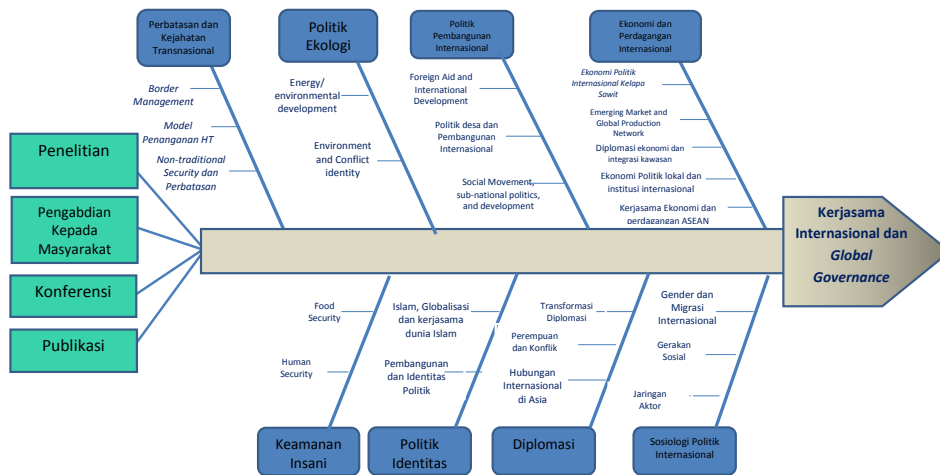 Perbatasan dan
Kejahatan
Transnasional
Politik
Ekologi
Politik
Pembangunan
Internasional
Ekonomi dan
Perdagangan
Internasional
Border
Management
Model
Penanganan HT
Non-traditional
Security dan
Perbatasan
Energy/
environmental
development
Environment
and Conflict
identity
Foreign Aid and
International
Development
Politik desa dan
Pembangunan
Internasional
Social Movement,
sub-national politics,
and development
Ekonomi Politik
Internasional Kelapa
Sawit
Emerging Market and
Global Production
Network
Diplomasi ekonomi dan
integrasi kawasan
Ekonomi Politik lokal dan
institusi internasional
Kerjasama Ekonomi dan
perdagangan ASEAN
Penelitian
Pengabdian
Kepada
Masyarakat
Konferensi
Publikasi
Kerjasama
Internasional dan
Global
Governance
Food
Security
Human
Security
Islam, Globalisasi
dan kerjasama
dunia Islam
Pembangunan
dan Identitas
Politik
Transformasi
Diplomasi
Perempuan
dan Konflik
Hubungan
Internasional
di Asia
Gender dan
Migrasi
Internasional
Gerakan
Sosial
Jaringan
Aktor
Keamanan
Insani
Politik
Identitas
Diplomasi
Sosiologi Politik
Internasional